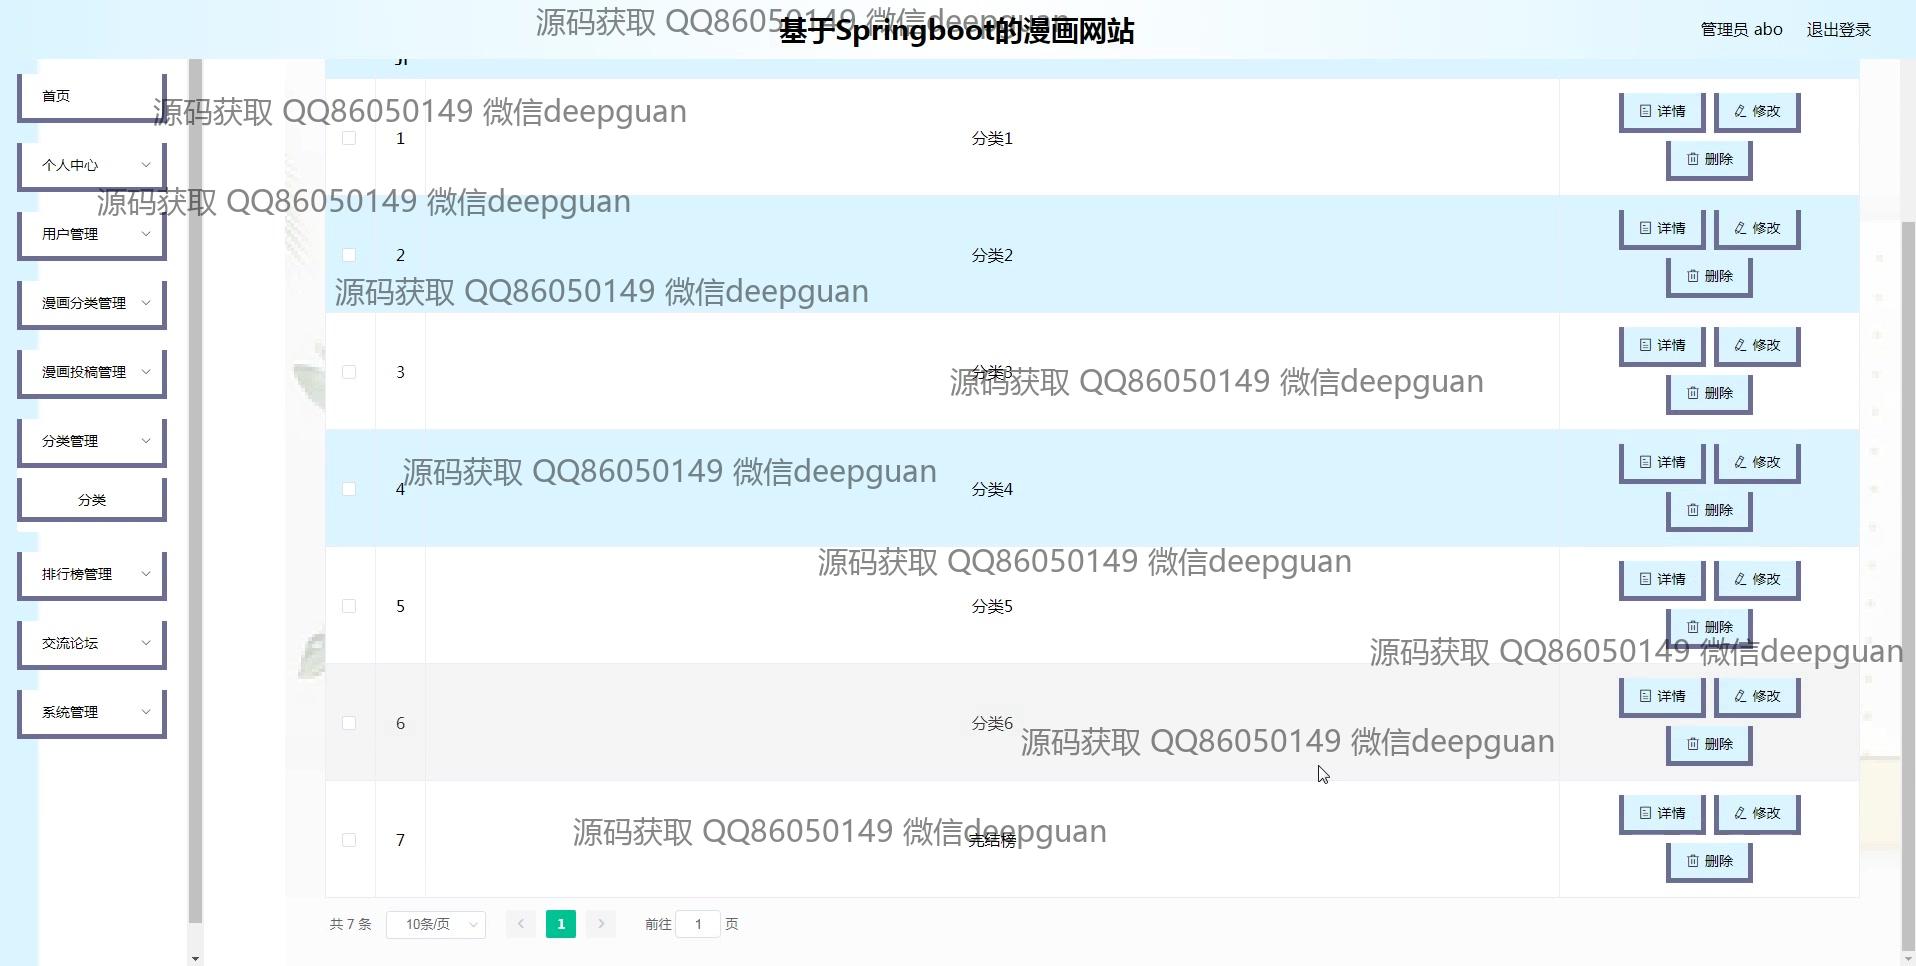 源码获取 QQ86050149 微信deepguan
基于Springboot的漫画网站
管理员 abo
退出登录
首页
源码获取 QQ86050149 微信deepguan
个人中心
源码获取 QQ86050149 微信deepguan
用户管理
漫画分类管理
漫画投稿管理
分类管理
分类
排行榜管理
交流论坛
系统管理
1 分类1 详情 修改
删除
2 分类2 详情 修改
删除
源码获取 QQ86050149 微信deepguan
3 分类3 详情 修改
源码获取 QQ86050149 微信deepguan
删除
4 分类4 详情 修改
源码获取 QQ86050149 微信deepguan
删除
源码获取 QQ86050149 微信deepguan
5 分类5 详情 修改
删除
源码获取 QQ86050149 微信deepguan
6 分类6 详情 修改
源码获取 QQ86050149 微信deepguan
删除
7 完结榜 详情 修改
源码获取 QQ86050149 微信deepguan
删除
共 7 条 10条/页 1 前往 1 页